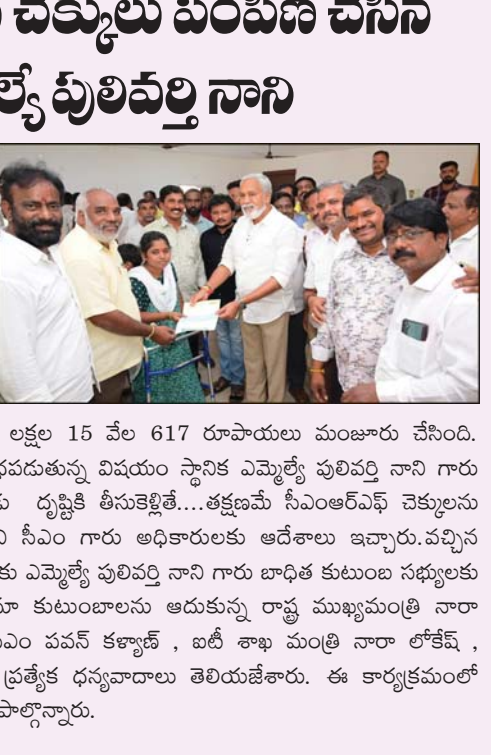 చెక్కులు పంపిణీ చేసిన
పులివర్తి నాని
లక్షల 15 వేల 617 రూపాయలు మంజూరు చేసింది.
విషయం స్థానిక ఎమ్మెల్యే పులివర్తి నాని గారు
దృష్టికి తీసుకెళ్లితే....తక్షణమే సీఎంఆర్ఎఫ్ చెక్కులను
సీఎం గారు అధికారులకు ఆదేశాలు ఇచ్చారు.వచ్చిన
ఎమ్మెల్యే పులివర్తి నాని గారు బాధిత కుటుంబ సభ్యులకు
కుటుంబాలను ఆదుకున్న రాష్ట్ర ముఖ్యమంత్రి నారా
పవన్ కళ్యాణ్ , ఐటీ శాఖ మంత్రి నారా లోకేష్ ,
ప్రత్యేక ధన్యవాదాలు తెలియజేశారు. ఈ కార్యక్రమంలో
పాల్గొన్నారు.